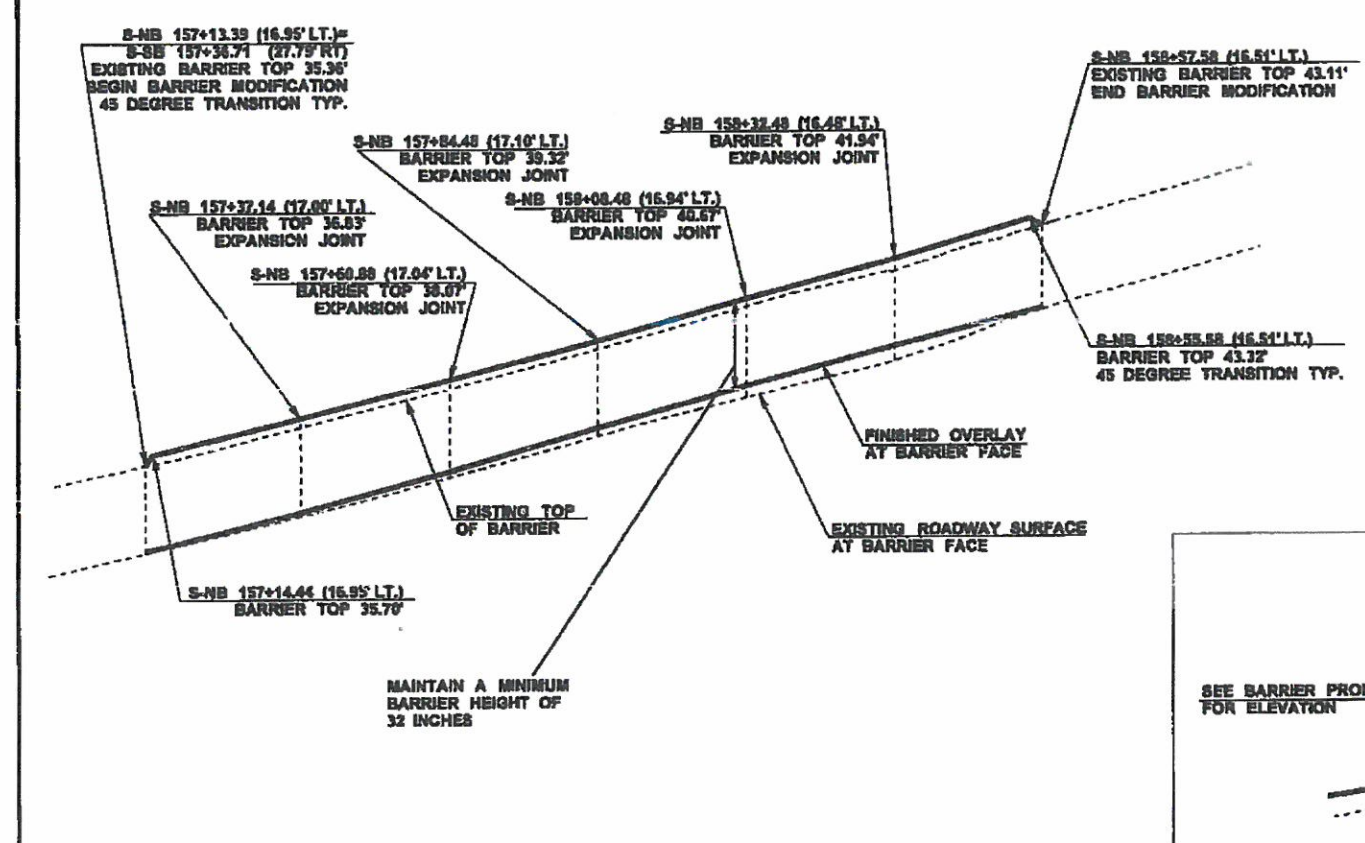 S-NB 157+13.39 (16.95' LT.)=
S-SB 157+36.71 (27.79' RT)
EXISTING BARRIER TOP 35.36'
BEGIN BARRIER MODIFICATION
45 DEGREE TRANSITION TYP.
S-NB 158+57.58 (16.51' LT.)
EXISTING BARRIER TOP 43.11'
END BARRIER MODIFICATION
S-NB 157+84.48 (17.10' LT.)
BARRIER TOP 39.32'
EXPANSION JOINT
S-NB 158+32.48 (16.48' LT.)
BARRIER TOP 41.94'
EXPANSION JOINT
S-NB 157+37.14 (17.00' LT.)
BARRIER TOP 36.83'
EXPANSION JOINT
S-NB 158+08.48 (16.94' LT.)
BARRIER TOP 40.67'
EXPANSION JOINT
S-NB 157+60.88 (17.04' LT.)
BARRIER TOP 38.07'
EXPANSION JOINT
S-NB 158+55.58 (16.51' LT.)
BARRIER TOP 43.32'
45 DEGREE TRANSITION TYP.
FINISHED OVERLAY
AT BARRIER FACE
EXISTING TOP
OF BARRIER
EXISTING ROADWAY SURFACE
AT BARRIER FACE
S-NB 157+14.44 (16.95' LT.)
BARRIER TOP 35.70'
MAINTAIN A MINIMUM
BARRIER HEIGHT OF
32 INCHES
SEE BARRIER
FOR ELEVATION